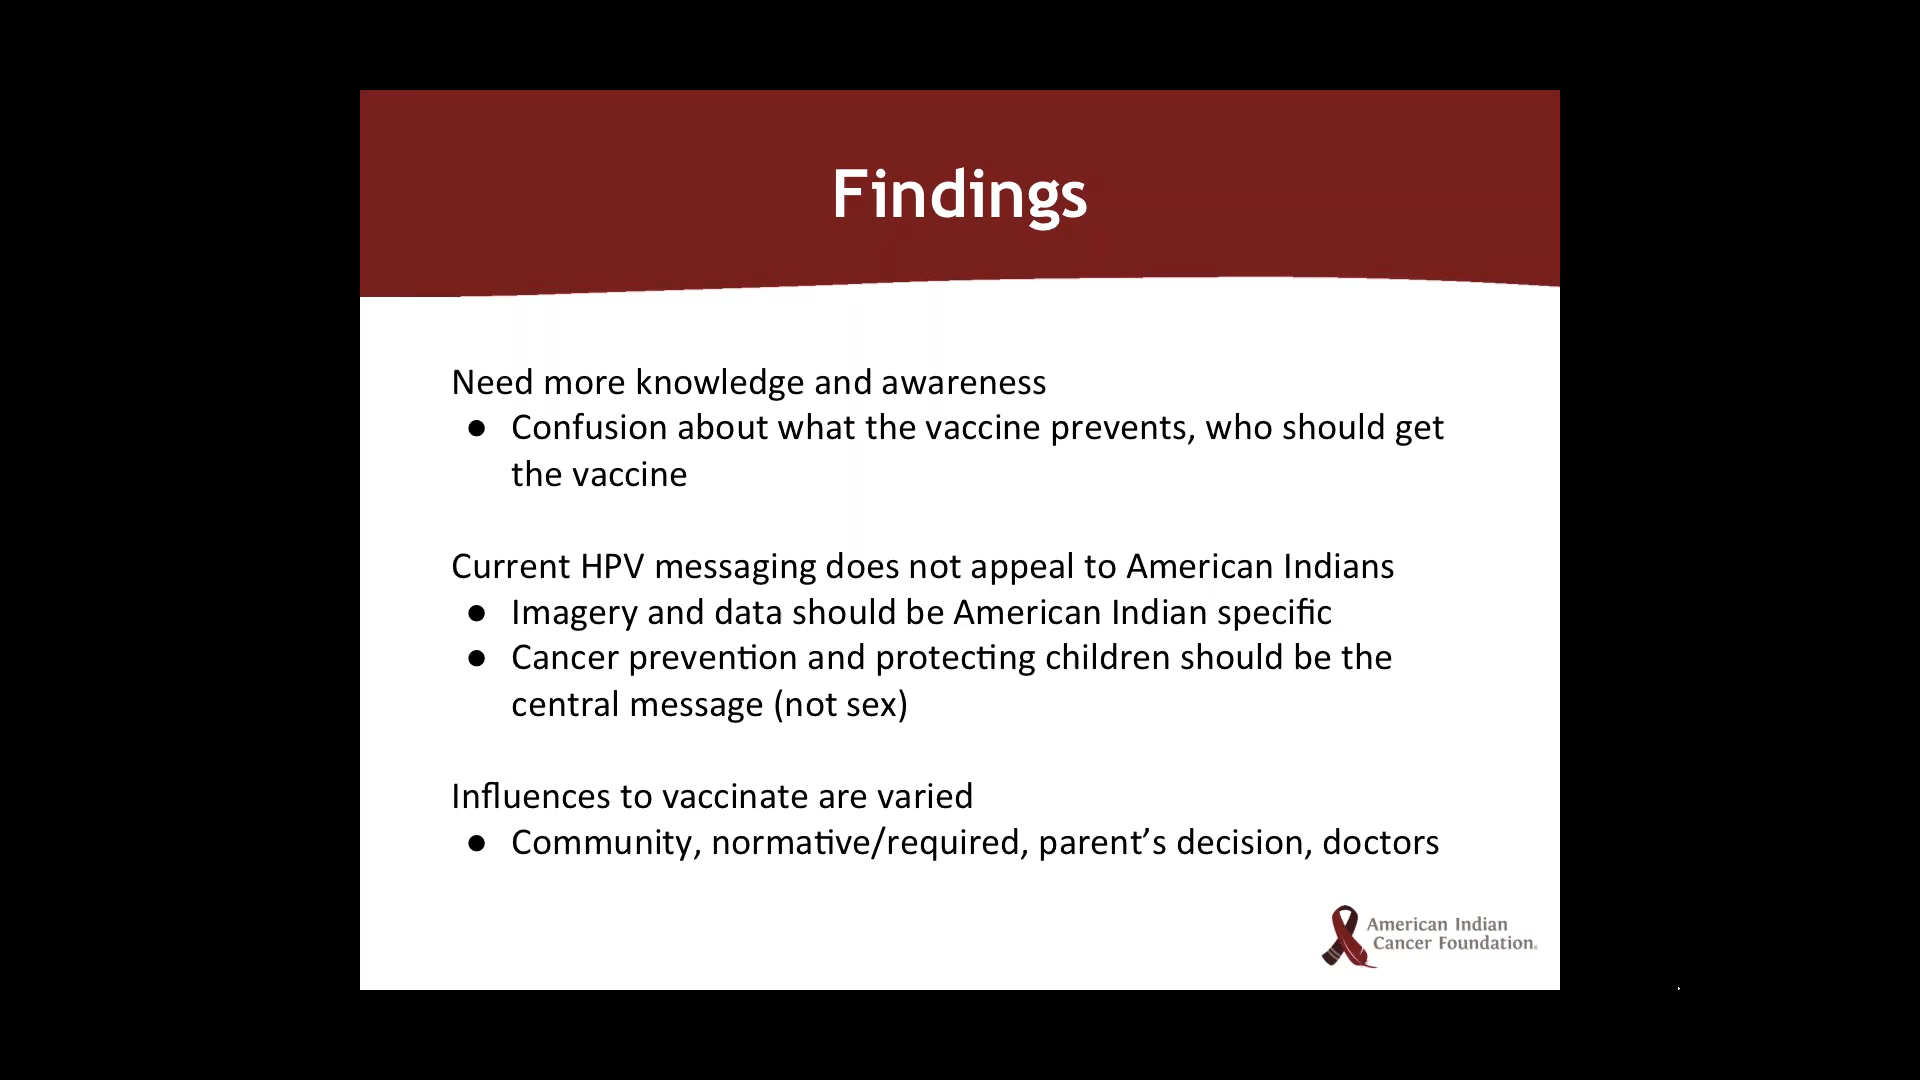 Findings
Need more knowledge and awareness
● Confusion about what the vaccine prevents, who should get
the vaccine
Current HPV messaging does not appeal to American Indians
● Imagery and data should be American Indian specific
● Cancer prevention and protecting children should be the
central message (not sex)
Influences to vaccinate are varied
● Community, normative/required, parent’s decision, doctors
American Indian
Cancer Foundation.